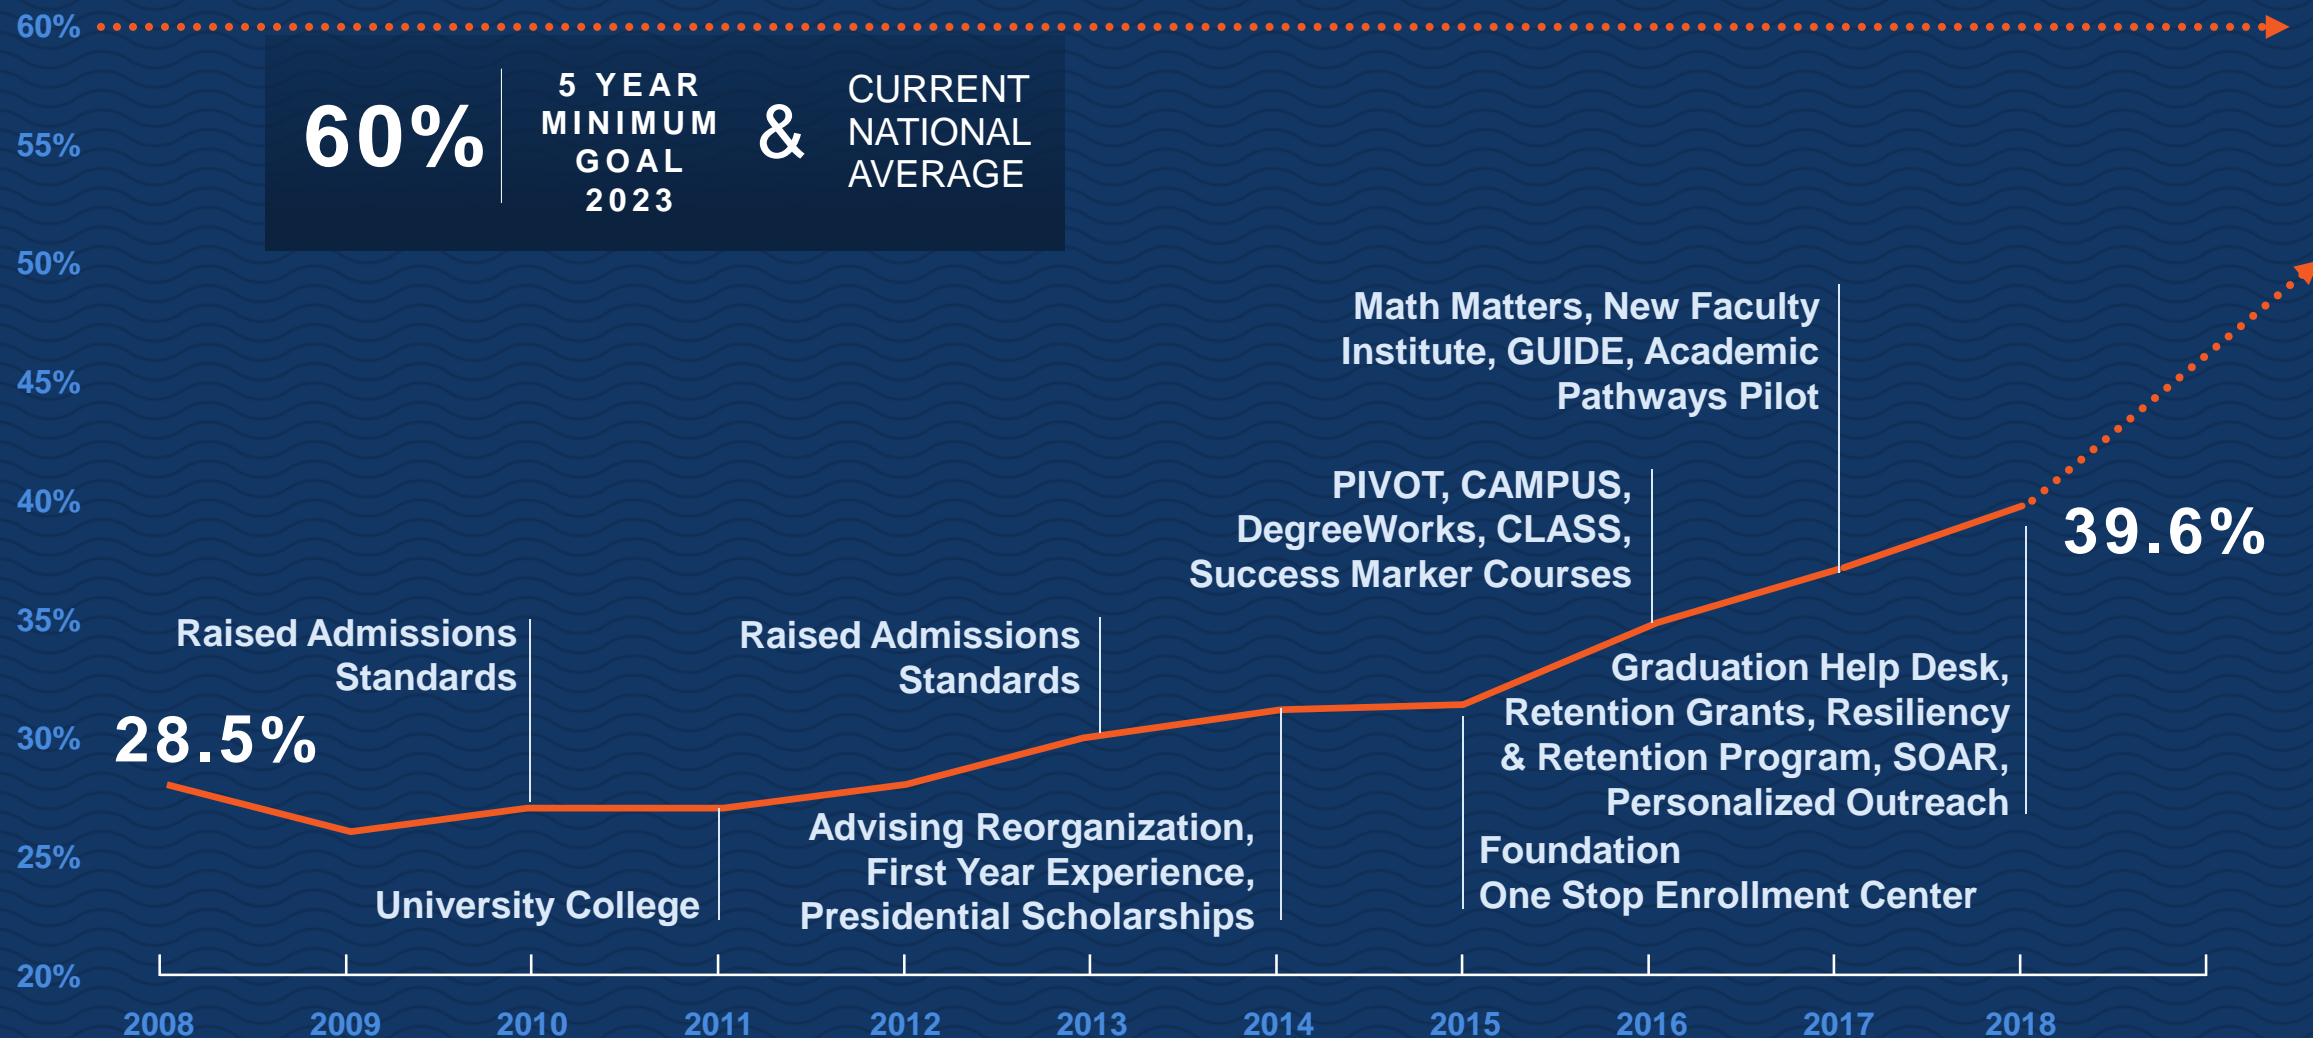 60%
55%
50%
45%
40%
35%
30%
25%
20%
60%
5 YEAR
MINIMUM
GOAL
2023
&
CURRENT
NATIONAL
AVERAGE
28.5%
Raised Admissions
Standards
University College
Raised Admissions
Standards
Advising Reorganization,
First Year Experience,
Presidential Scholarships
Foundation
One Stop Enrollment Center
PIVOT, CAMPUS,
DegreeWorks, CLASS,
Success Marker Courses
Math Matters, New Faculty
Institute, GUIDE, Academic
Pathways Pilot
Graduation Help Desk,
Retention Grants, Resiliency
& Retention Program, SOAR,
Personalized Outreach
39.6%
2008
2009
2010
2011
2012
2013
2014
2015
2016
2017
2018